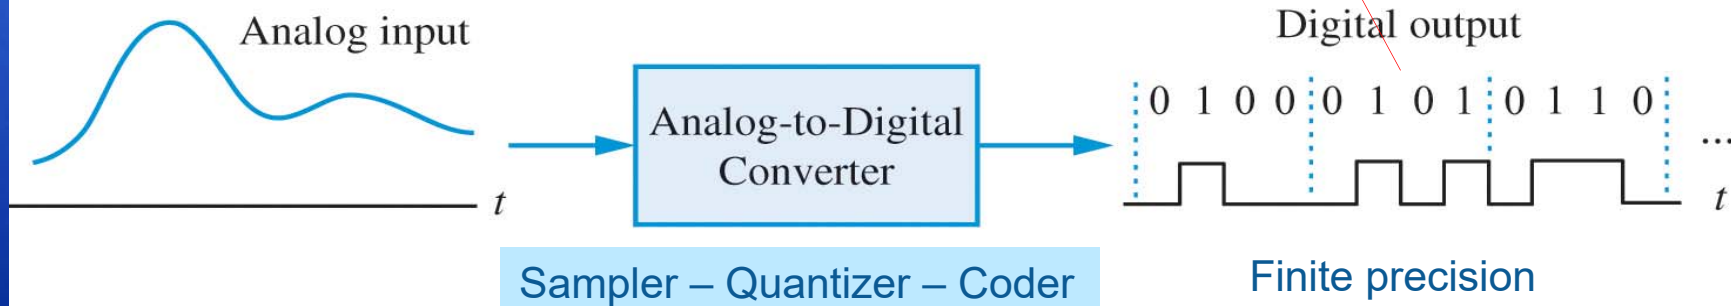 Analog input
t
Analog-to-Digital
Converter
Sampler – Quantizer – Coder
Digital output
0 1 0 0 0 1 0 1 0 1 1 0
...
t
Finite precision